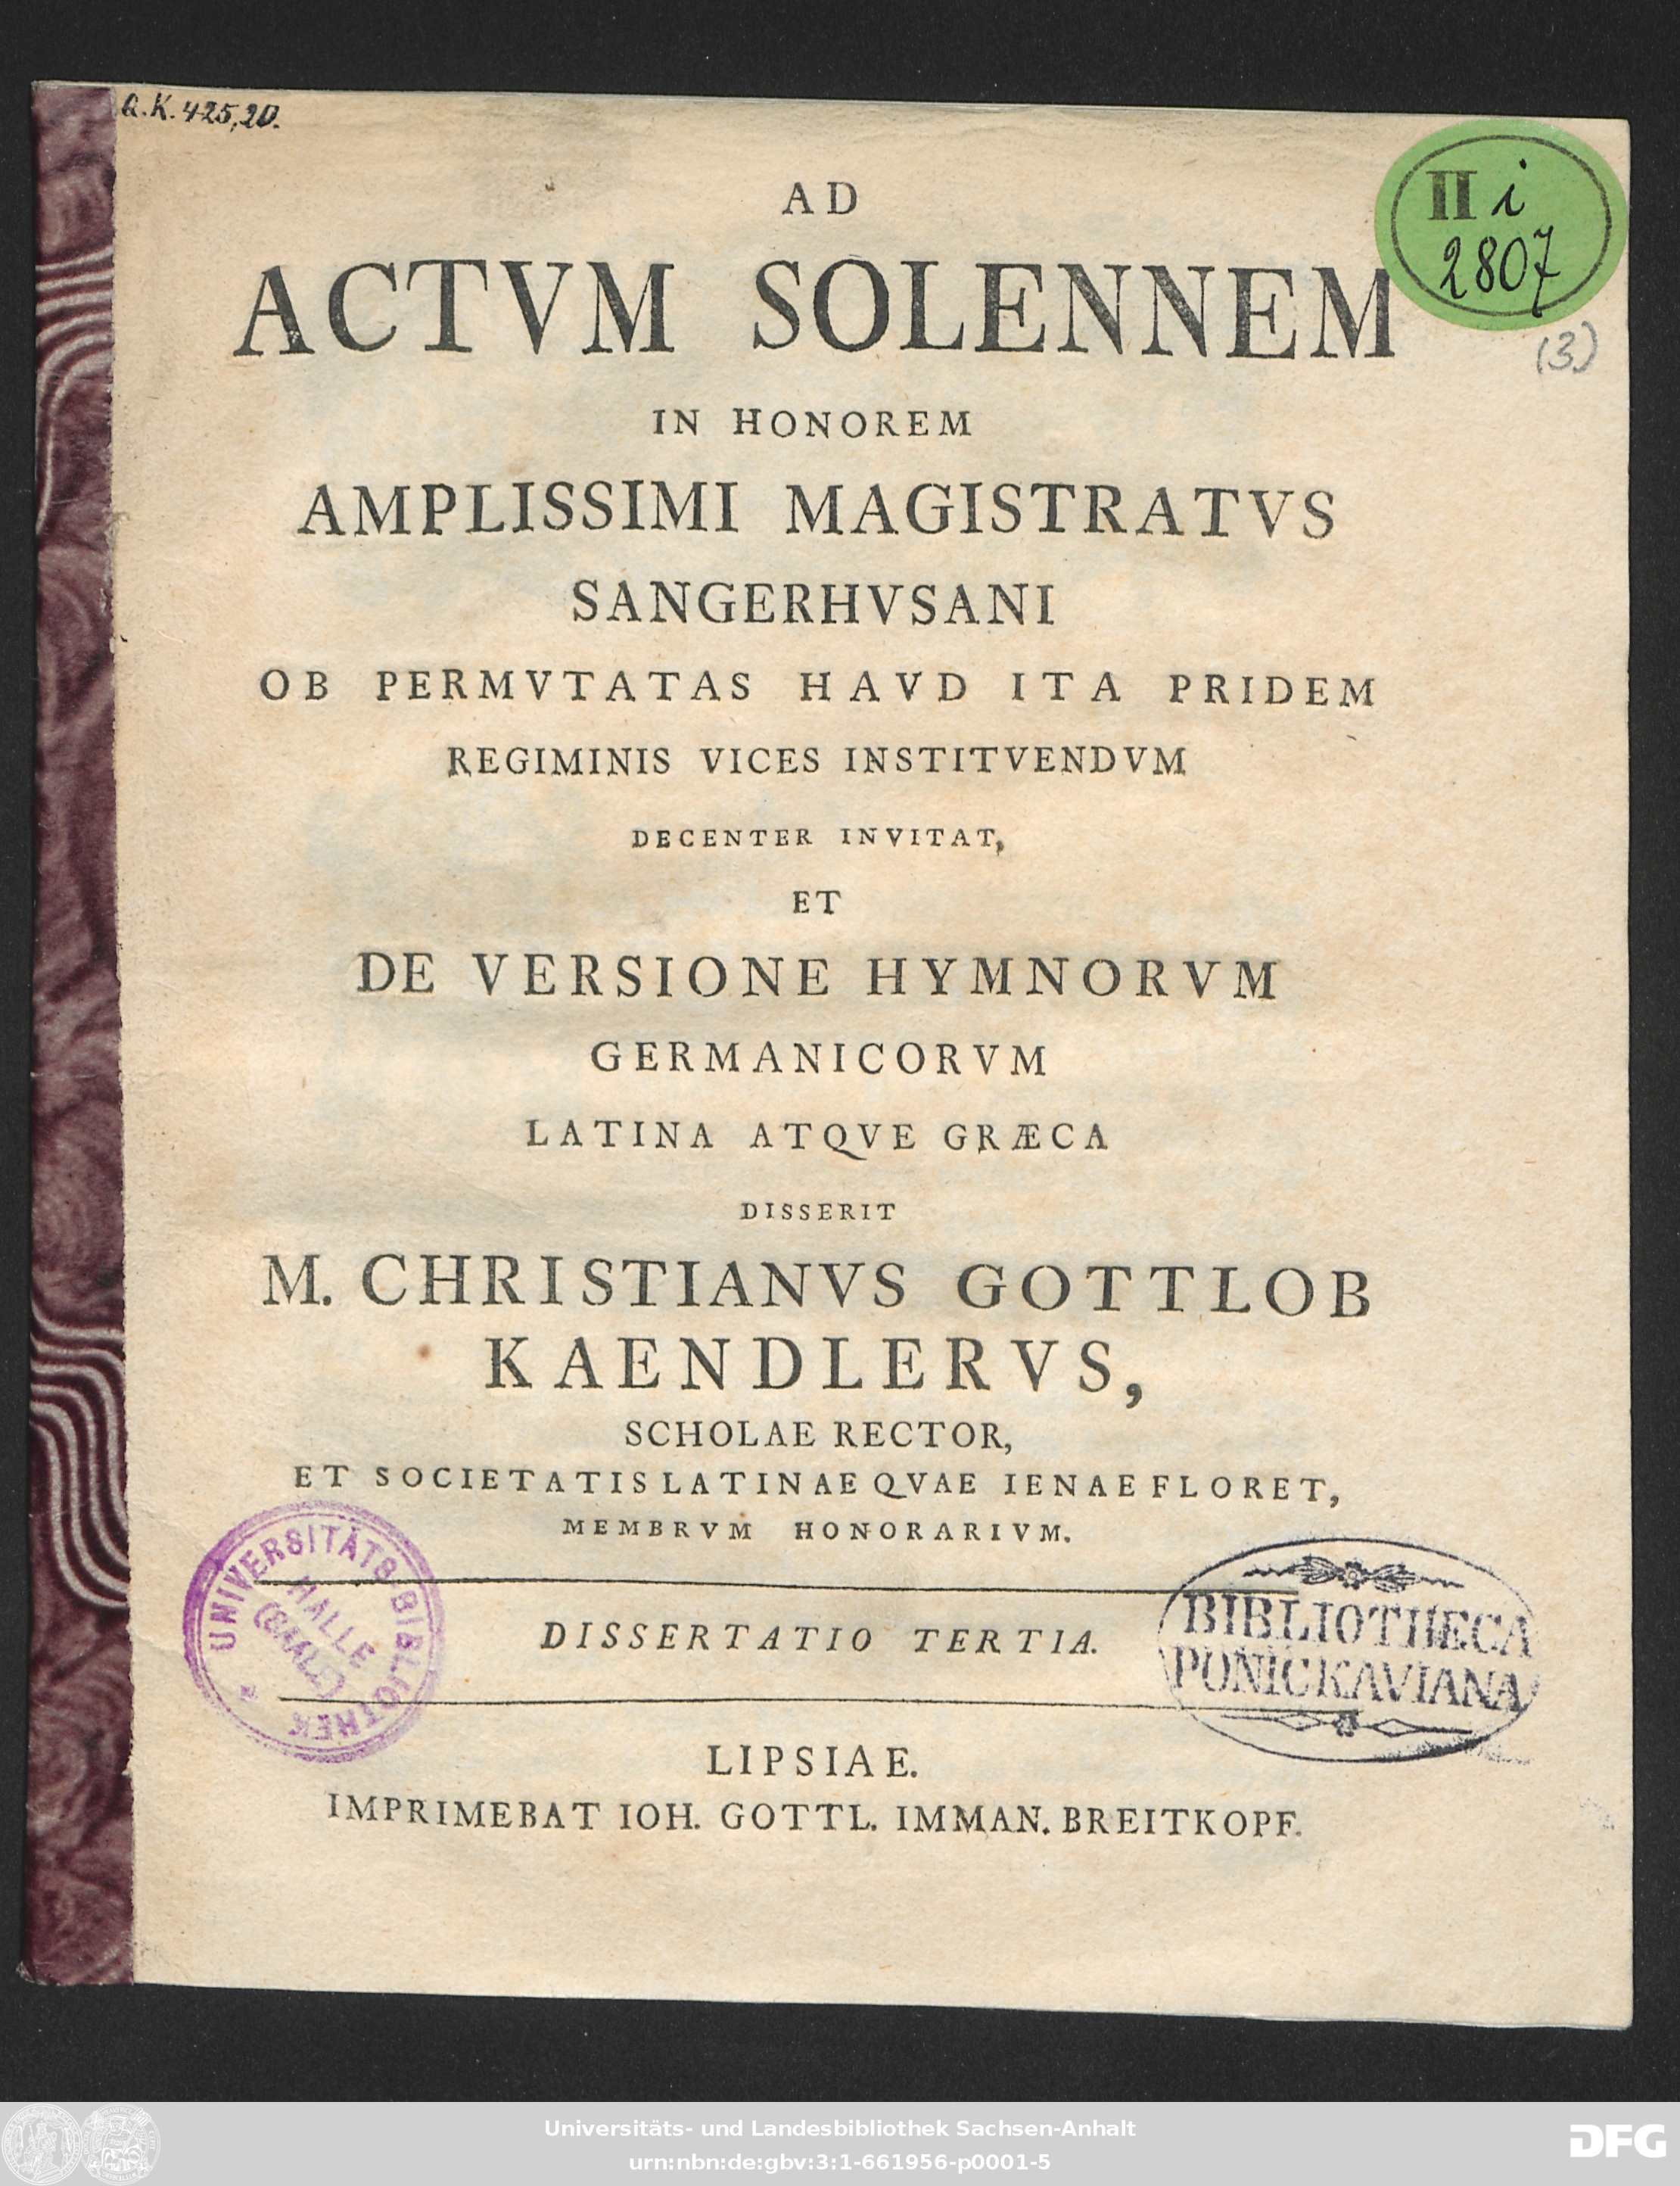 Q.K. 425,20.
II i
2807
(3)
AD
ACTVM SOLENNEM
IN HONOREM
AMPLISSIMI MAGISTRATVS
SANGERHVSANI
OB PERMVTATAS HAVD ITA PRIDEM
REGIMINIS VICES INSTITVENDVM
DECENTER INVITAT,
ET
DE VERSIONE HYMNORVM
GERMANICORVM
LATINA ATQVE GRÆCA
DISSERIT
M. CHRISTIANVS GOTTLOB
KAENDLERVS,
SCHOLAE RECTOR,
ET SOCIETATIS LATINAE QVAE IENAE FLORET,
MEMBRVM HONORARIVM.
UNIVERSITÄTS-BIBLIOTHEK
HALLE
(SAALE)
DISSERTATIO TERTIA.
BIBLIOTHECA
PONICKAVIANA
LIPSIAE.
IMPRIMEBAT IOH. GOTTL. IMMAN. BREITKOPF.
Universitäts- und Landesbibliothek Sachsen-Anhalt
urn:nbn:de:gbv:3:1-661956-p0001-5
DFG